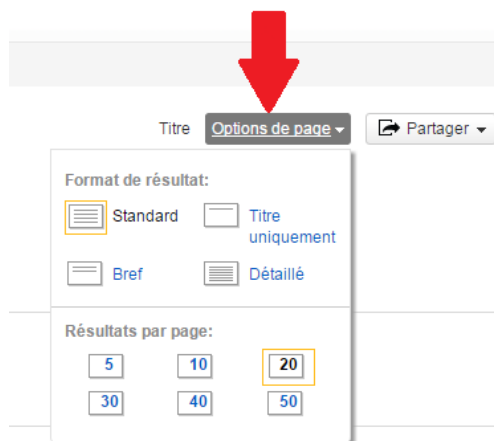 Titre Options de page Partager
Format de résultat:
Standard Titre
uniquement
Bref Détaillé
Résultats par page:
5 10 20
30 40 50